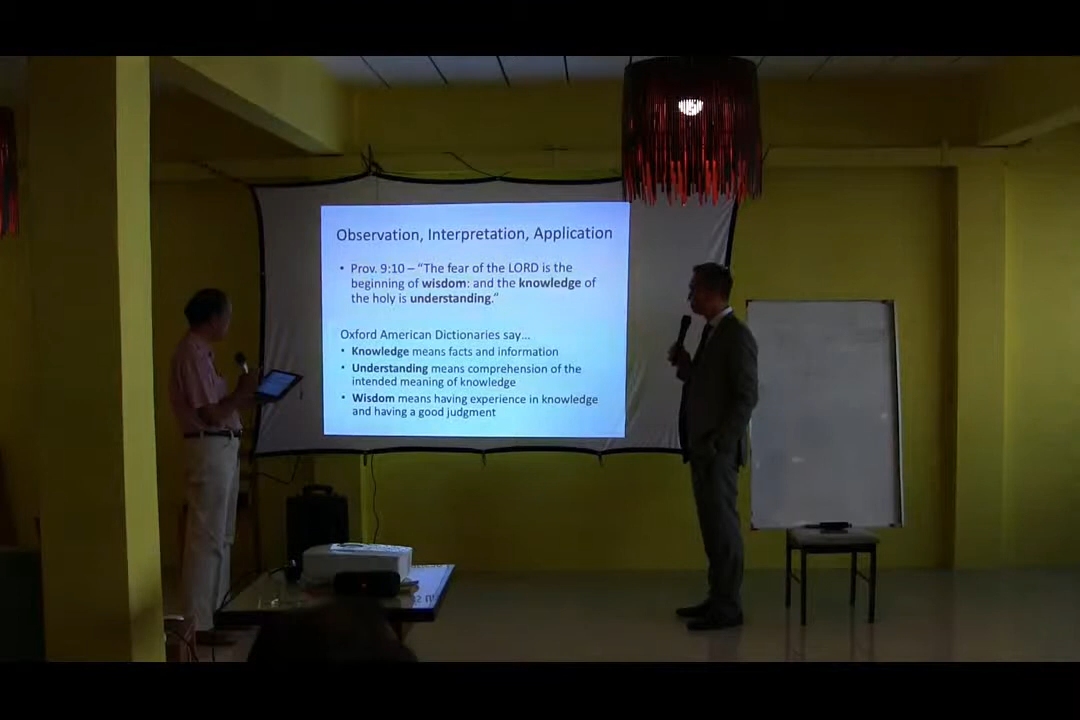 Observation, Interpretation, Application
• Prov. 9:10 – “The fear of the LORD is the
beginning of wisdom: and the knowledge of
the holy is understanding.”
Oxford American Dictionaries say…
• Knowledge means facts and information
• Understanding means comprehension of the
intended meaning of knowledge
• Wisdom means having experience in knowledge
and having a good judgment